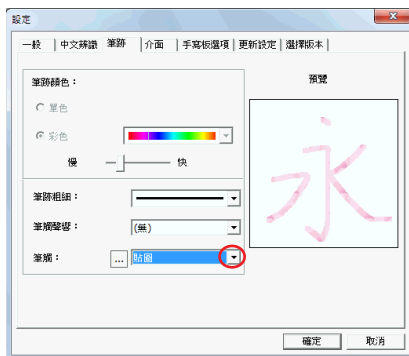 設定
一般 中文辨識 筆跡 介面 手寫板選項 更新設定 選擇版本
筆跡顏色：
單色
彩色
慢 快
筆跡粗細：
筆觸聲響：
(無)
筆觸：
... 貼圖
預覽
永
確定 取消